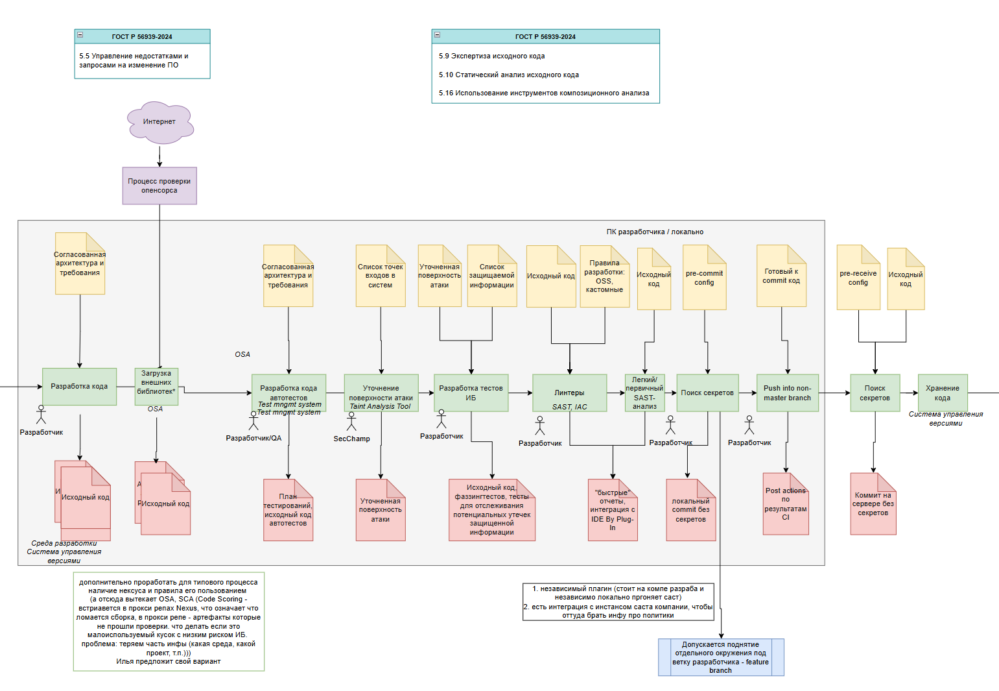 ГОСТ Р 56939-2024
5.5 Управление недостатками и
запросами на изменение ПО
ГОСТ Р 56939-2024
5.9 Экспертиза исходного кода
5.10 Статический анализ исходного кода
5.16 Использование инструментов композиционного анализа
Интернет
Процесс проверки
опенсорса
ПК разработчика / локально
Согласованная
архитектура и
требования
Согласованная
архитектура и
требования
Список точек
входов в
систем
Уточненная
поверхность
атаки
Список
защищаемой
информации
Исходный код
Правила
разработки:
OSS,
кастомные
Исходный
код
pre-commit
config
Готовый к
commit код
pre-receive
config
Исходный
код
OSA
Разработка кода
Загрузка
внешних
библиотек*
OSA
Разработка кода
автотестов
Test mngmt system
Test mngmt system
Уточнение
поверхности атаки
Taint Analysis Tool
Разработка тестов
ИБ
Линтеры
SAST, IAC
Легкий/
первичный
SAST-
анализ
Поиск секретов
Push into non-
master branch
Поиск
секретов
Хранение
кода
Система управления
версиями
Разработчик
Разработчик/QA
SecChamp
Разработчик
Разработчик
Разработчик
Разработчик
И
Исходный код
А
Р
Исходный код
План
тестирований,
исходный код
автотестов
Уточненная
поверхность
атаки
Исходный код,
фаззингтестов, тесты
для отслеживания
потенциальных утечек
защищенной
информации
"быстрые"
отчеты,
интеграция с
IDE By Plug-
In
локальный
commit без
секретов
Post actions
по
результатам
CI
Коммит на
сервере без
секретов
Среда разработки
Система управления
версиями
дополнительно проработать для типового процесса
наличие нексуса и правила его пользованием
(а отсюда вытекает OSA, SCA (Code Scoring -
встриавется в прокси репах Nexus, что означает что
ломается сборка, в прокси репе - артефакты которые
не прошли проверки. что делать если это
малоиспользуемый кусок с низким риском ИБ.
проблема: теряем часть инфы (какая среда, какой
проект, т.п.)))
Илья предложит свой вариант
1. независимый плагин (стоит на компе разраба и
независимо локально пргоняет саст)
2. есть интеграция с инстансом саста компании, чтобы
оттуда брать инфу про политики
Допускается поднятие
отдельного окружения под
ветку разработчика - feature
branch